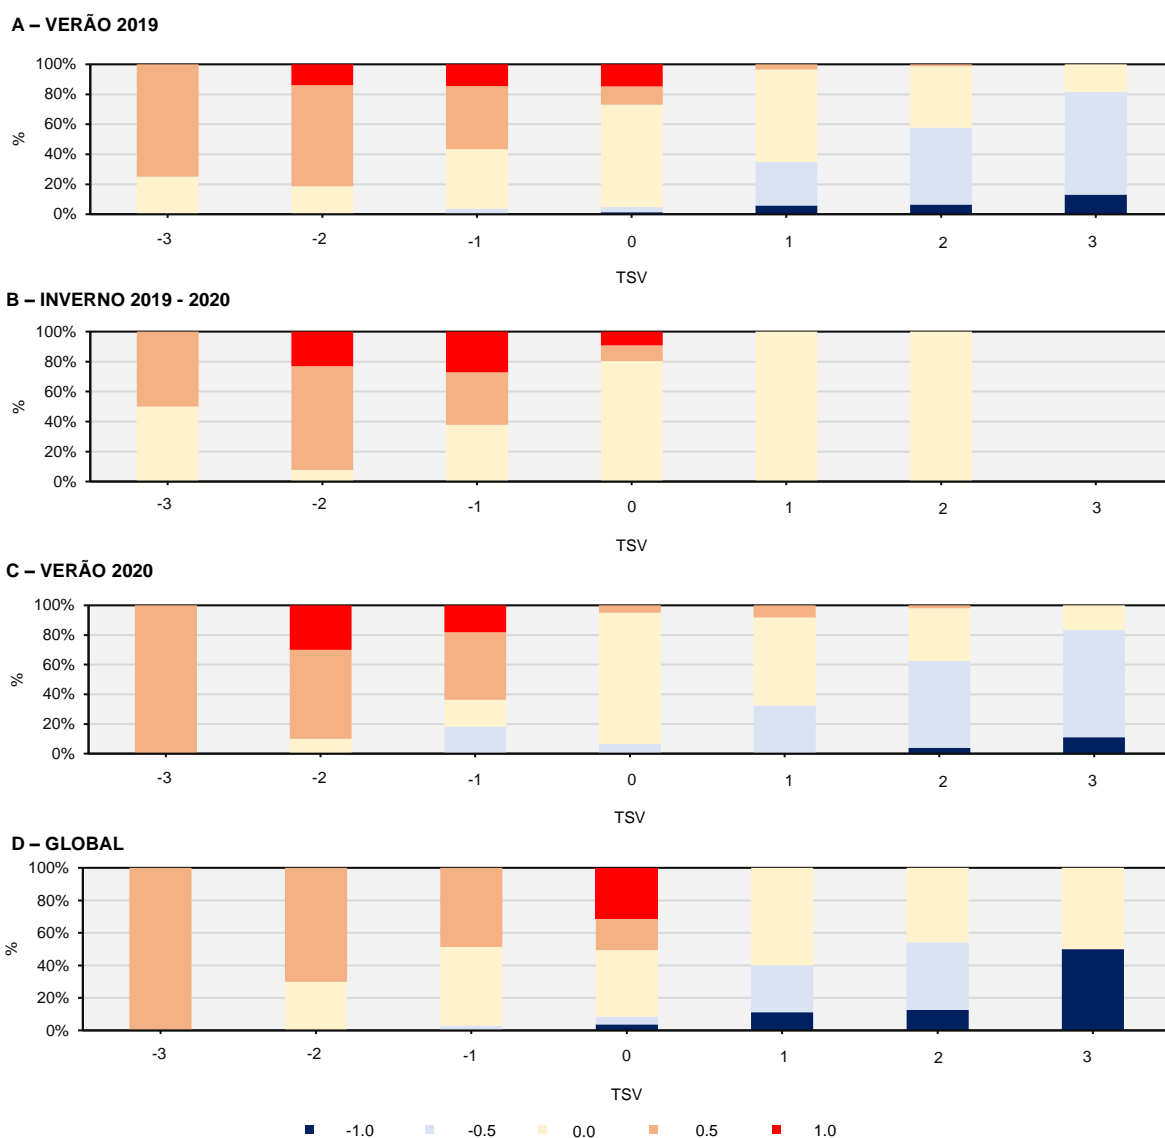 A – VERÃO 2019
100%
80%
60%
40%
20%
0%
%
-3 -2 -1 0 1 2 3
TSV
B – INVERNO 2019 - 2020
100%
80%
60%
40%
20%
0%
%
-3 -2 -1 0 1 2 3
TSV
C – VERÃO 2020
100%
80%
60%
40%
20%
0%
%
-3 -2 -1 0 1 2 3
TSV
D – GLOBAL
100%
80%
60%
40%
20%
0%
%
-3 -2 -1 0 1 2 3
TSV
-1.0 -0.5 0.0 0.5 1.0